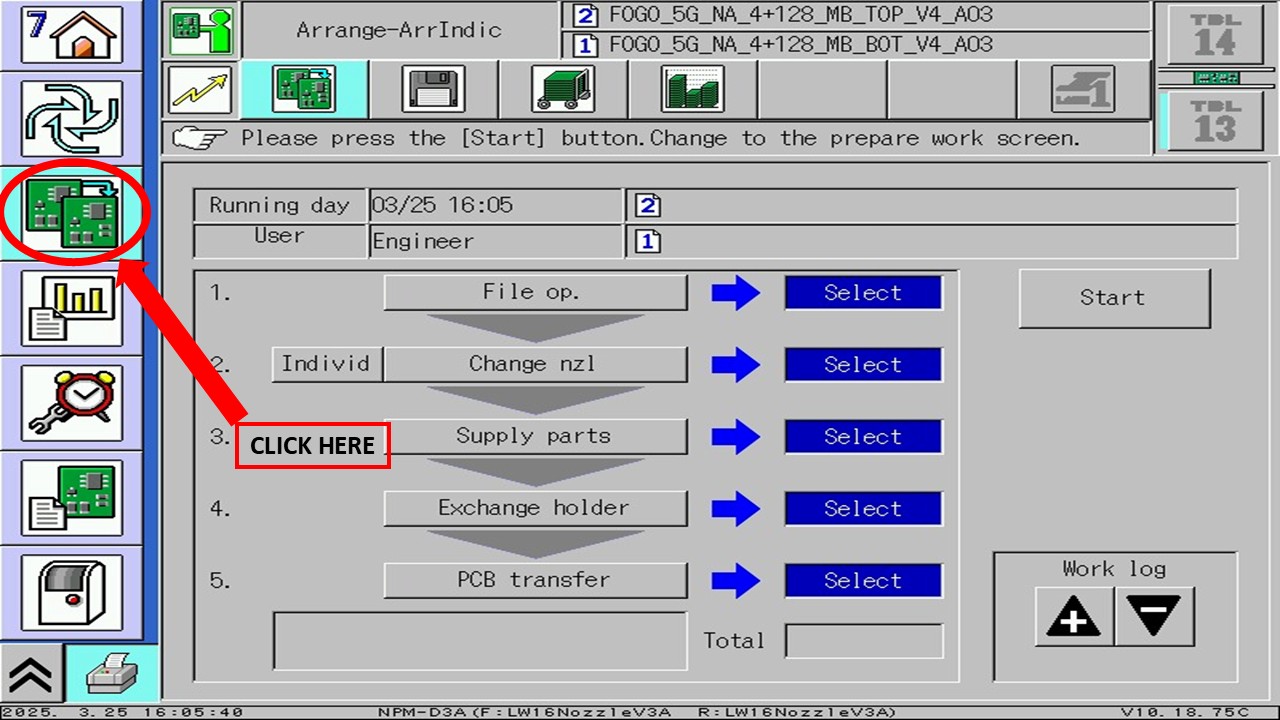 7
Arrange-ArrIndic
2 FOGO_5G_NA_4+128_MB_TOP_V4_A03
1 FOGO_5G_NA_4+128_MB_BOT_V4_A03
TBL
14
TBL
13
1
Please press the [Start] button.Change to the prepare work screen.
Running day 03/25 16:05 2
User Engineer 1
1. File op. Select
Start
2. Individ Change nzl Select
3. Supply parts Select
CLICK HERE
4. Exchange holder Select
5. PCB transfer Select
Work log
Total
2025. 3.25 16:05:40 NPM-D3A(F:LW16NozzleV3A R:LW16NozzleV3A) V10.18.75C